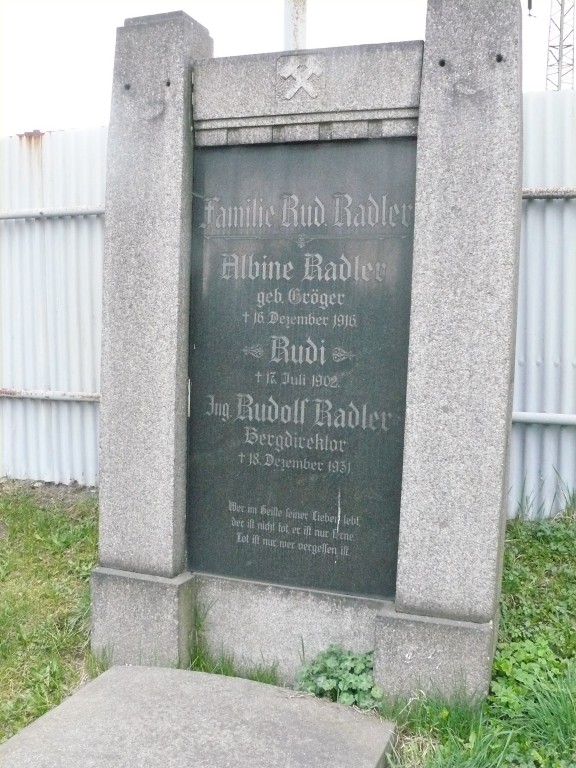 Familie Rud. Radler
Albine Radler
geb. Gröger
† 16. Dezember 1916.
Rudi
† 17. Juli 1902.
Ing. Rudolf Radler
Bergdirektor
† 18. Dezember 1931
Wer im Geiste seiner Lieben lebt,
der ist nicht tot, er ist nur ferne.
Tot ist nur wer vergessen ist.